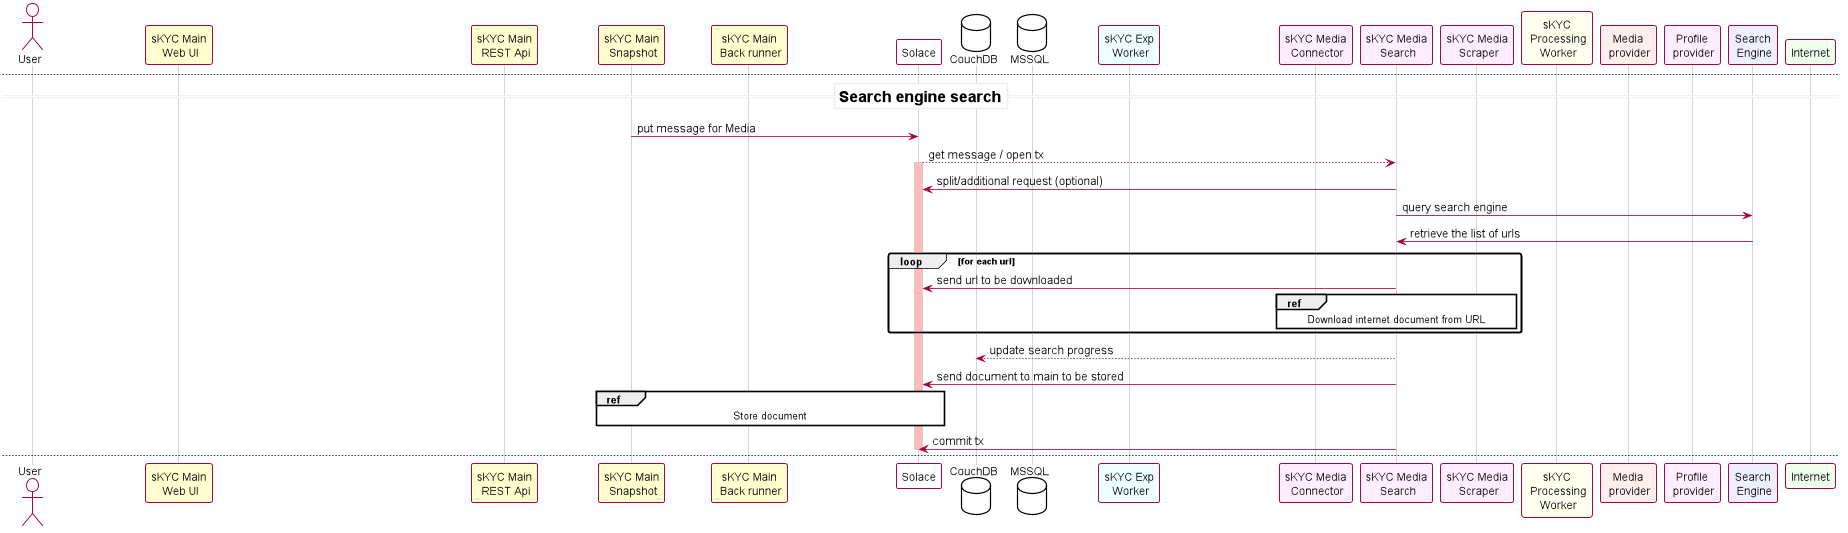 sKYC Main
Web UI
sKYC Main
REST Api
sKYC Main
Snapshot
sKYC Main
Back runner
Solace
sKYC Exp
Worker
sKYC Media
Connector
sKYC Media
Search
sKYC Media
Scraper
sKYC
Processing
Worker
Media
provider
Profile
provider
Search
Engine
Internet
User
CouchDB
MSSQL
Search engine search
put message for Media
get message / open tx
split/additional request (optional)
query search engine
retrieve the list of urls
loop
[for each url]
send url to be downloaded
ref
Download internet document from URL
update search progress
send document to main to be stored
ref
Store document
commit tx
User
CouchDB
MSSQL
sKYC Main
Web UI
sKYC Main
REST Api
sKYC Main
Snapshot
sKYC Main
Back runner
Solace
sKYC Exp
Worker
sKYC Media
Connector
sKYC Media
Search
sKYC Media
Scraper
sKYC
Processing
Worker
Media
provider
Profile
provider
Search
Engine
Internet